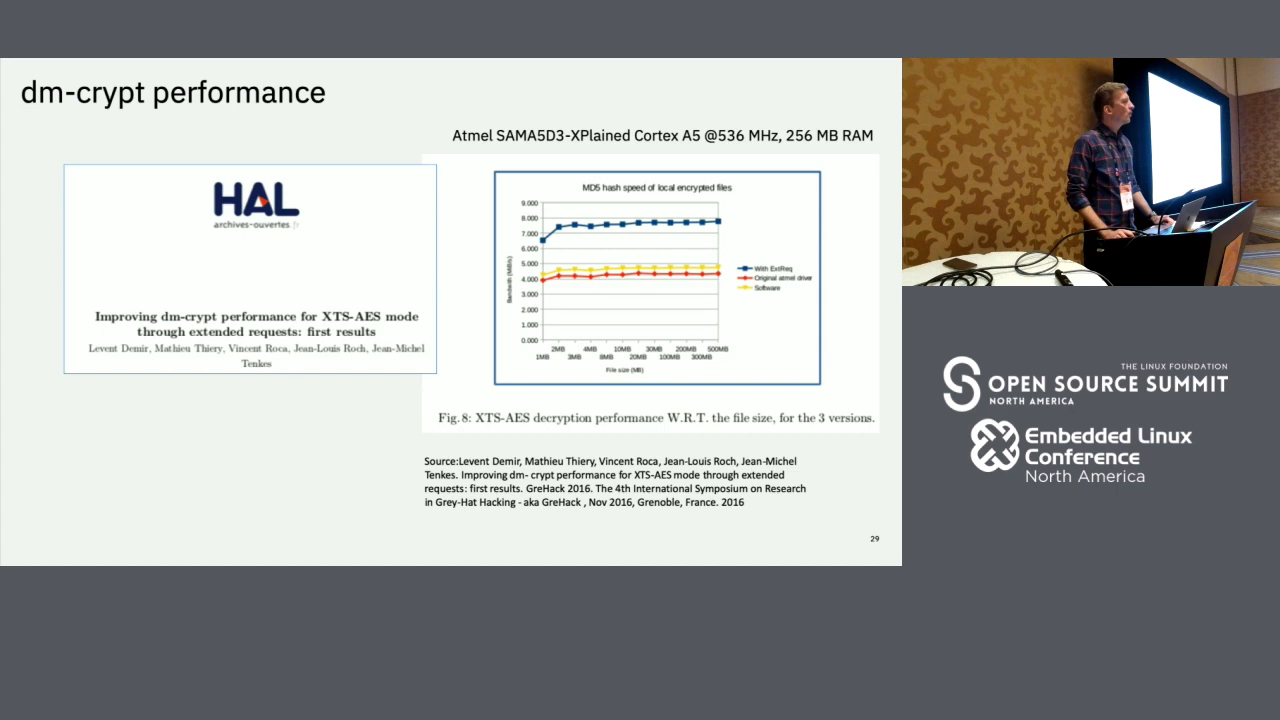 dm-crypt performance
Atmel SAMA5D3-XPlained Cortex A5 @536 MHz, 256 MB RAM
HAL
archives-ouvertes.fr
Improving dm-crypt performance for XTS-AES mode
through extended requests: first results
Levent Demir, Mathieu Thiery, Vincent Roca, Jean-Louis Roch, Jean-Michel
Tenkes
MD5 hash speed of local encrypted files
Bandwith (MB/s)
9.000
8.000
7.000
6.000
5.000
4.000
3.000
2.000
1.000
0.000
2MB 4MB 10MB 30MB 200MB 500MB
1MB 3MB 8MB 20MB 100MB 300MB
File size (MB)
With ExtReq
Original atmel driver
Software
Fig. 8: XTS-AES decryption performance W.R.T. the file size, for the 3 versions.
Source:Levent Demir, Mathieu Thiery, Vincent Roca, Jean-Louis Roch, Jean-Michel
Tenkes. Improving dm- crypt performance for XTS-AES mode through extended
requests: first results. GreHack 2016. The 4th International Symposium on Research
in Grey-Hat Hacking - aka GreHack , Nov 2016, Grenoble, France. 2016
29
THE LINUX FOUNDATION
OPEN SOURCE SUMMIT
NORTH AMERICA
Embedded Linux
Conference
North America